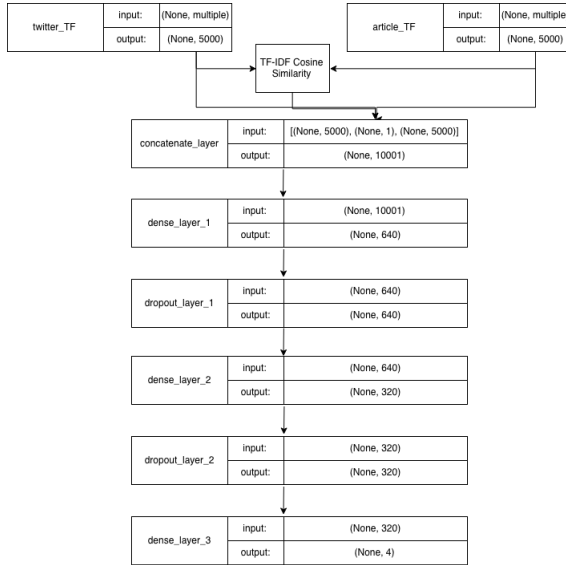 twitter_TF
input:
(None, multiple)
output:
(None, 5000)
article_TF
input:
(None, multiple)
output:
(None, 5000)
TF-IDF Cosine
Similarity
concatenate_layer
input:
[(None, 5000), (None, 1), (None, 5000)]
output:
(None, 10001)
dense_layer_1
input:
(None, 10001)
output:
(None, 640)
dropout_layer_1
input:
(None, 640)
output:
(None, 640)
dense_layer_2
input:
(None, 640)
output:
(None, 320)
dropout_layer_2
input:
(None, 320)
output:
(None, 320)
dense_layer_3
input:
(None, 320)
output:
(None, 4)